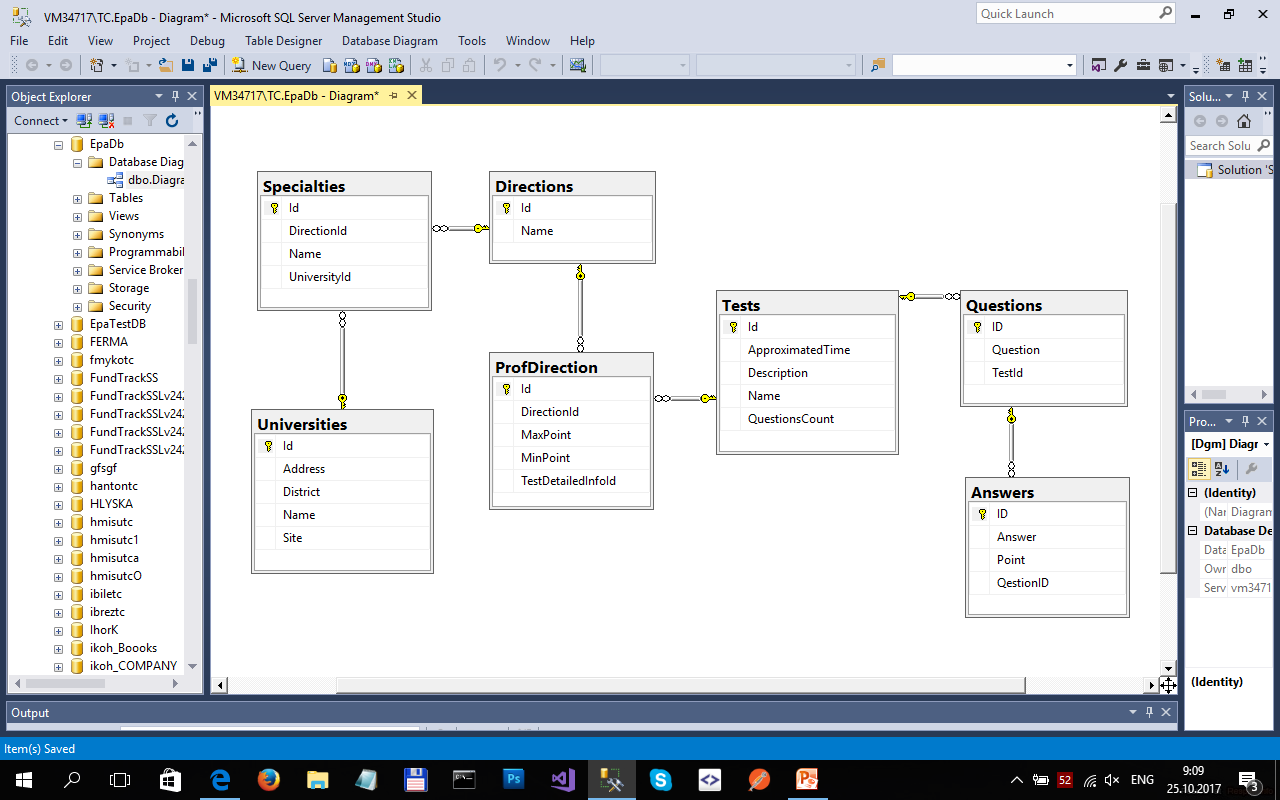 VM34717\TC.EpaDb - Diagram* - Microsoft SQL Server Management Studio
Quick Launch
File Edit View Project Debug Table Designer Database Diagram Tools Window Help
New Query
Object Explorer
Connect
EpaDb
Database Diag
dbo.Diagra
Tables
Views
Synonyms
Programmabil
Service Broker
Storage
Security
EpaTestDB
FERMA
fmykotc
FundTrackSS
FundTrackSSLv242
FundTrackSSLv242
FundTrackSSLv242
FundTrackSSLv242
gfsgf
hantontc
HLYSKA
hmisutc
hmisutc1
hmisutca
hmisutcO
ibiletc
ibreztc
IhorK
ikoh_Boooks
ikoh_COMPANY
VM34717\TC.EpaDb - Diagram*
Specialties
Id
DirectionId
Name
UniversityId
Directions
Id
Name
Universities
Id
Address
District
Name
Site
ProfDirection
Id
DirectionId
MaxPoint
MinPoint
TestDetailedInfoId
Tests
Id
ApproximatedTime
Description
Name
QuestionsCount
Questions
ID
Question
TestId
Answers
ID
Answer
Point
QestionID
Solu...
Search Solu
Solution 'S
Pro...
[Dgm] Diagr
(Identity)
(Nar Diagram
Database De
Data EpaDb
Owr dbo
Serv vm3471
(Identity)
Output
Item(s) Saved
52
ENG
9:09
25.10.2017
3